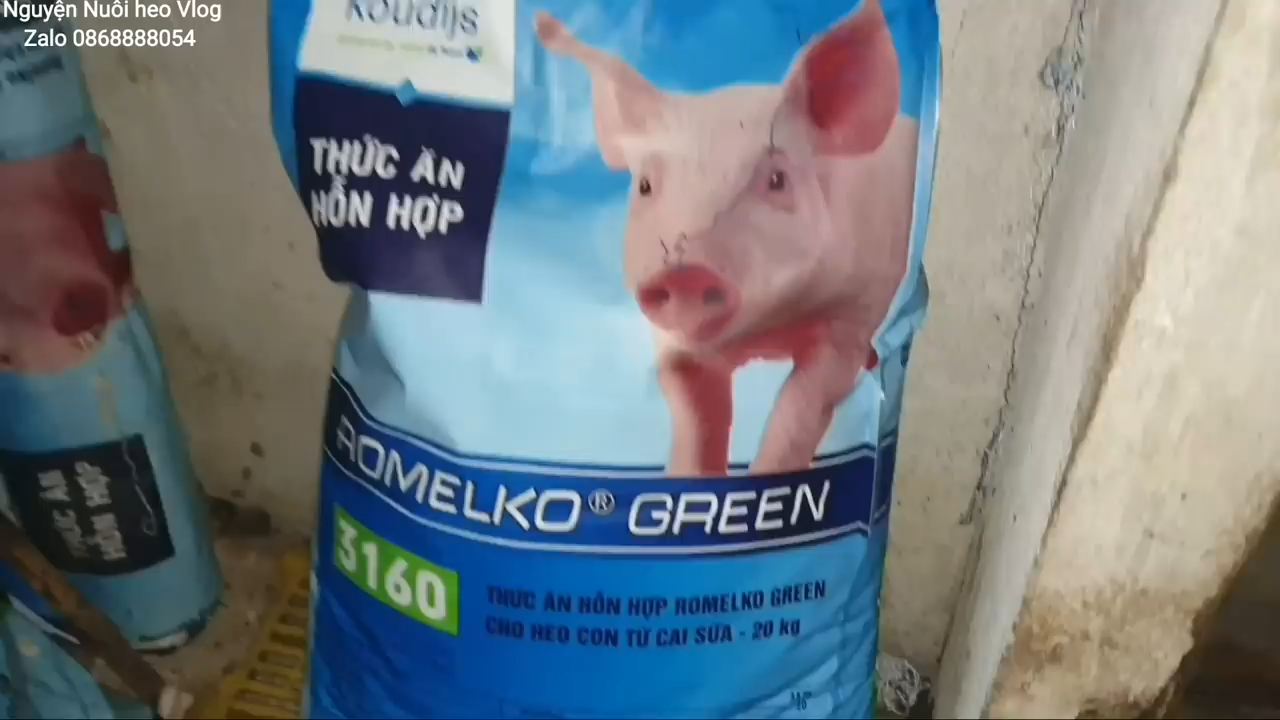 Nguyện Nuôi heo Vlog
Zalo 0868888054
koudijs
THỨC ĂN
HỖN HỢP
ROMELKO® GREEN
3160
THỨC ĂN HỖN HỢP ROMELKO GREEN
CHO HEO CON TỪ CAI SỮA - 20 kg
THỨC ĂN
HỖN HỢP